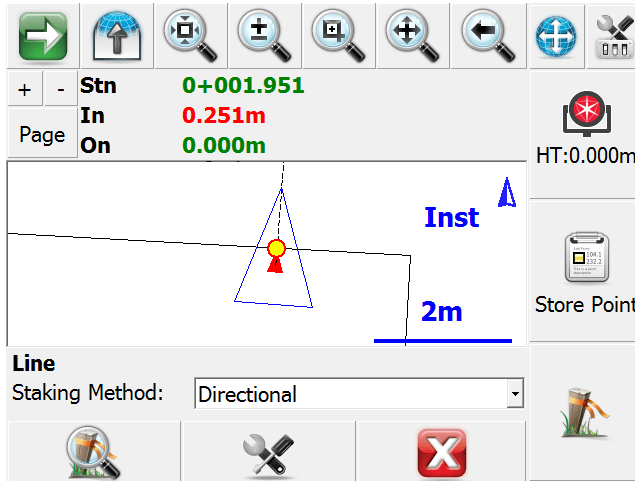 + -
Page
Stn 0+001.951
In 0.251m
On 0.000m
HT:0.000m
Inst
2m
Store Point
Line
Staking Method: Directional